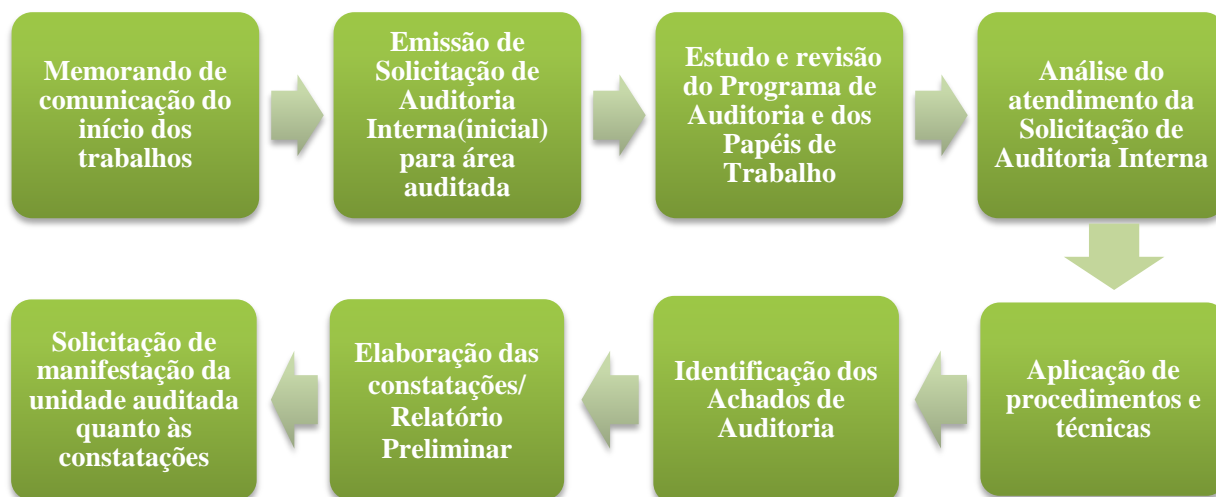 Memorando de
comunicação do
início dos
trabalhos
Emissão de
Solicitação de
Auditoria
Interna(inicial)
para área
auditada
Estudo e revisão
do Programa de
Auditoria e dos
Papéis de
Trabalho
Análise do
atendimento da
Solicitação de
Auditoria Interna
Aplicação de
procedimentos e
técnicas
Identificação dos
Achados de
Auditoria
Elaboração das
constatações/
Relatório
Preliminar
Solicitação de
manifestação da
unidade auditada
quanto às
constatações